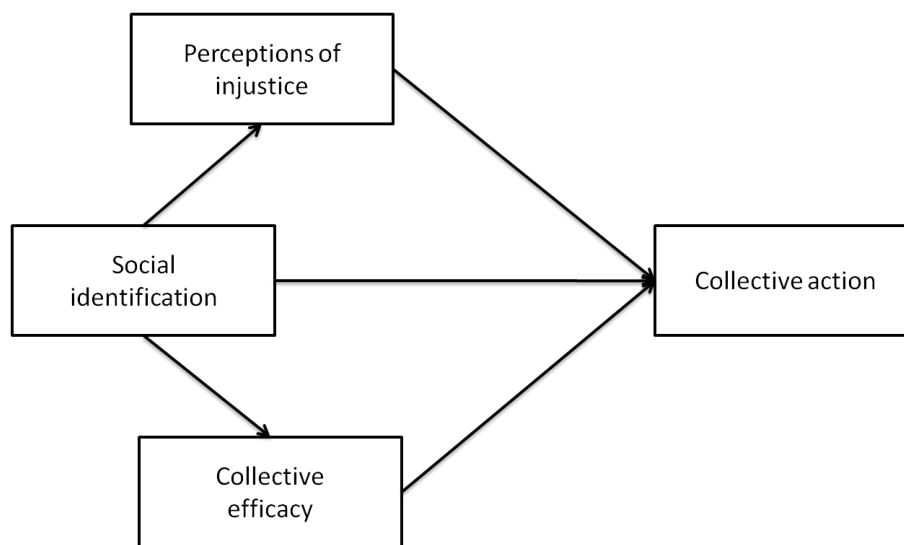 Perceptions of
injustice
Social
identification
Collective action
Collective
efficacy